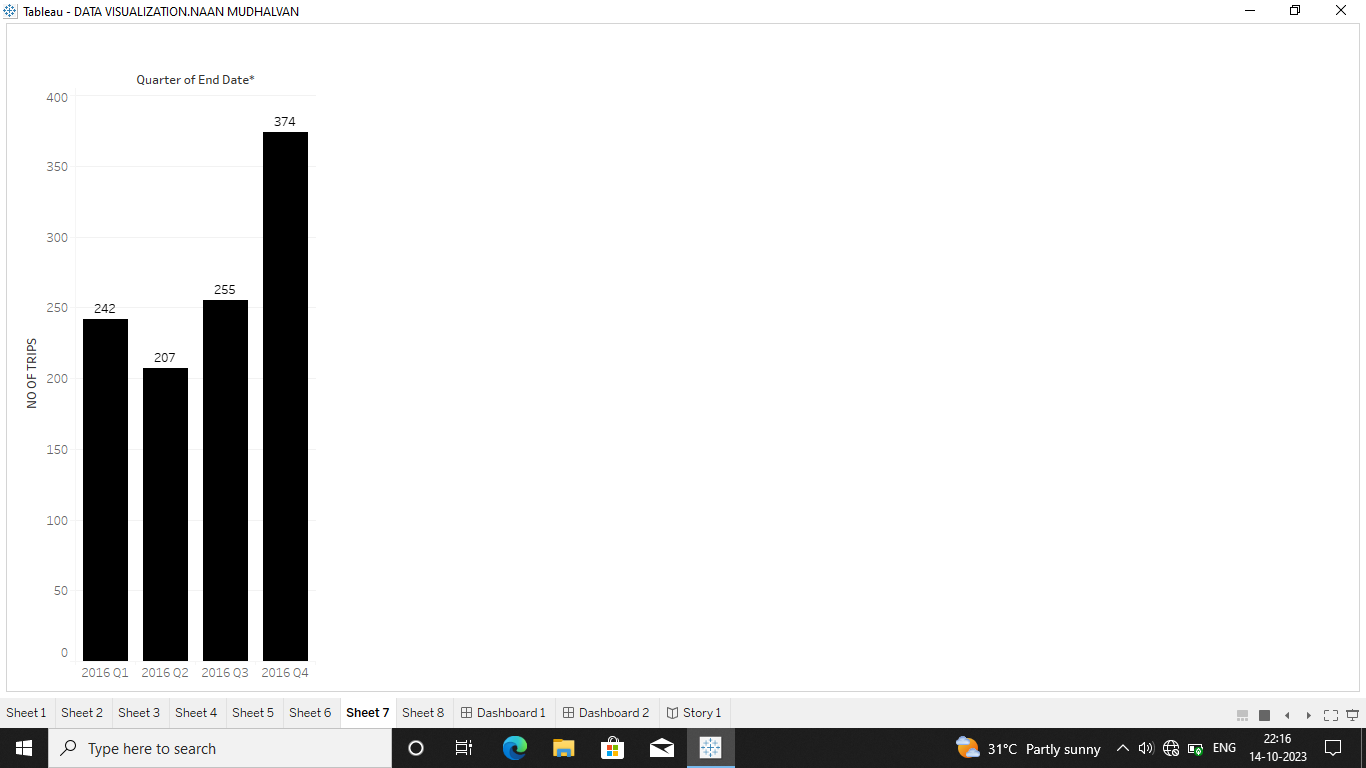 Tableau - DATA VISUALIZATION.NAAN MUDHALVAN
Quarter of End Date*
400
350
300
250
200
150
100
50
0
NO OF TRIPS
242
207
255
374
2016 Q1 2016 Q2 2016 Q3 2016 Q4
Sheet 1 Sheet 2 Sheet 3 Sheet 4 Sheet 5 Sheet 6 Sheet 7 Sheet 8 Dashboard 1 Dashboard 2 Story 1
Type here to search
31°C Partly sunny
ENG
22:16
14-10-2023